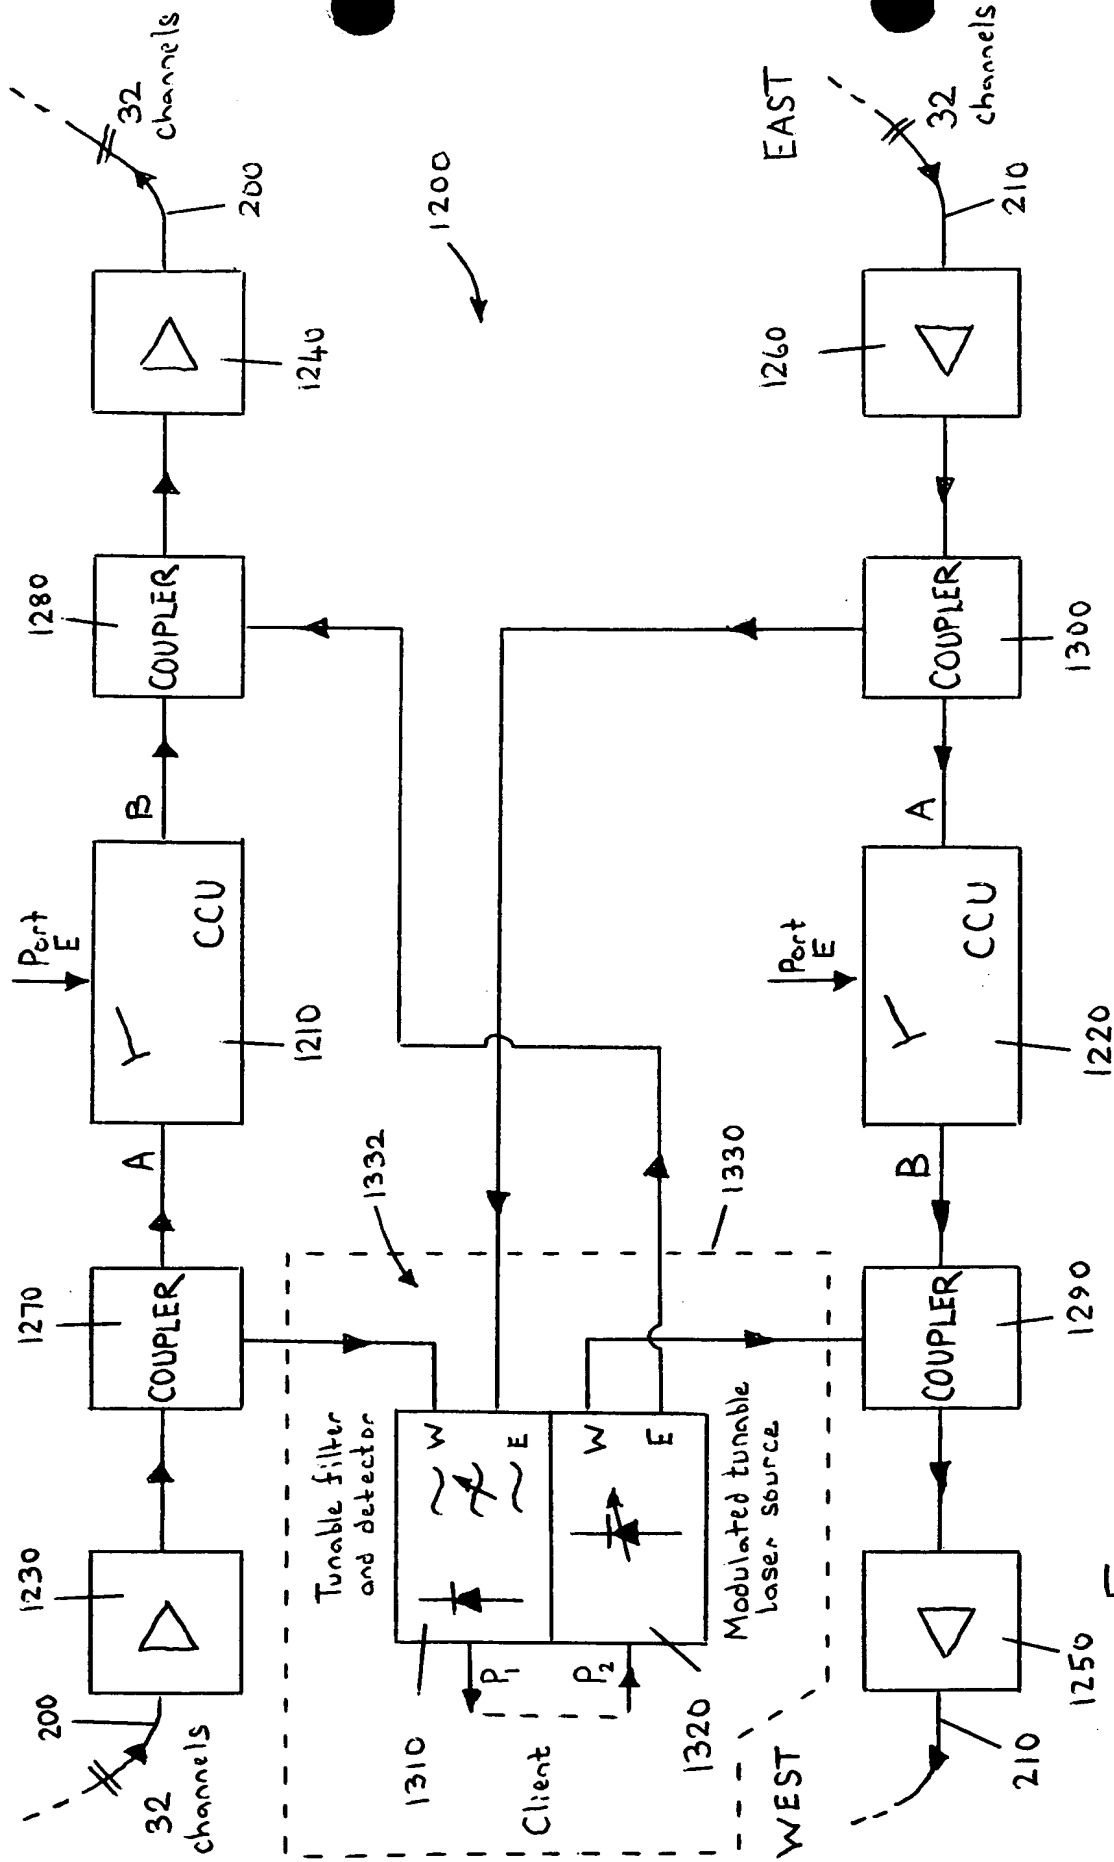 32
channels
200
1230
1270
COUPLER
A
Port
E
CCU
1210
B
1280
COUPLER
1240
200
32
channels
1200
1332
1330
Tunable filter
and detector
W
E
W
E
Modulated tunable
laser source
P1
P2
1310
1320
Client
WEST
EAST
210
1250
1290
COUPLER
B
Port
E
CCU
1220
A
COUPLER
1300
1260
210
32
channels